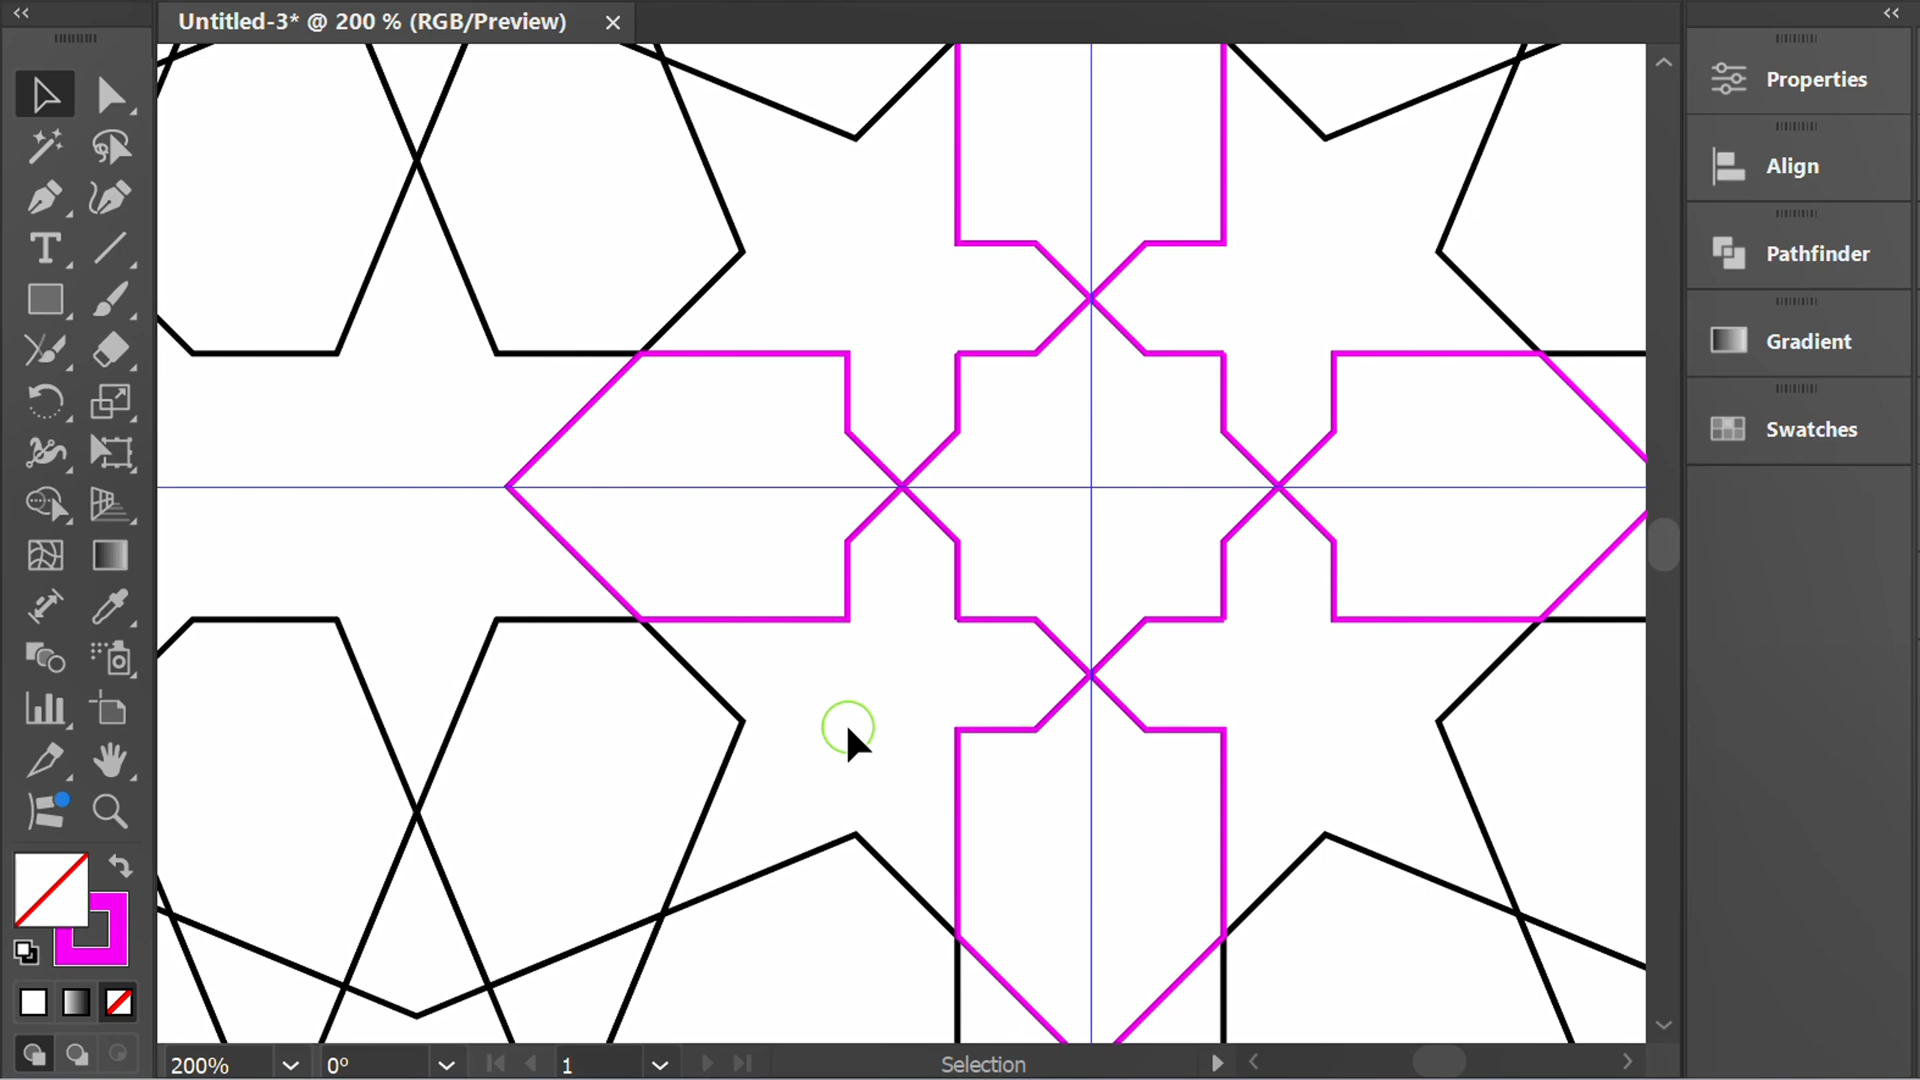 Untitled-3* @ 200 % (RGB/Preview)
Properties
Align
Pathfinder
Gradient
Swatches
200%
0°
1
Selection